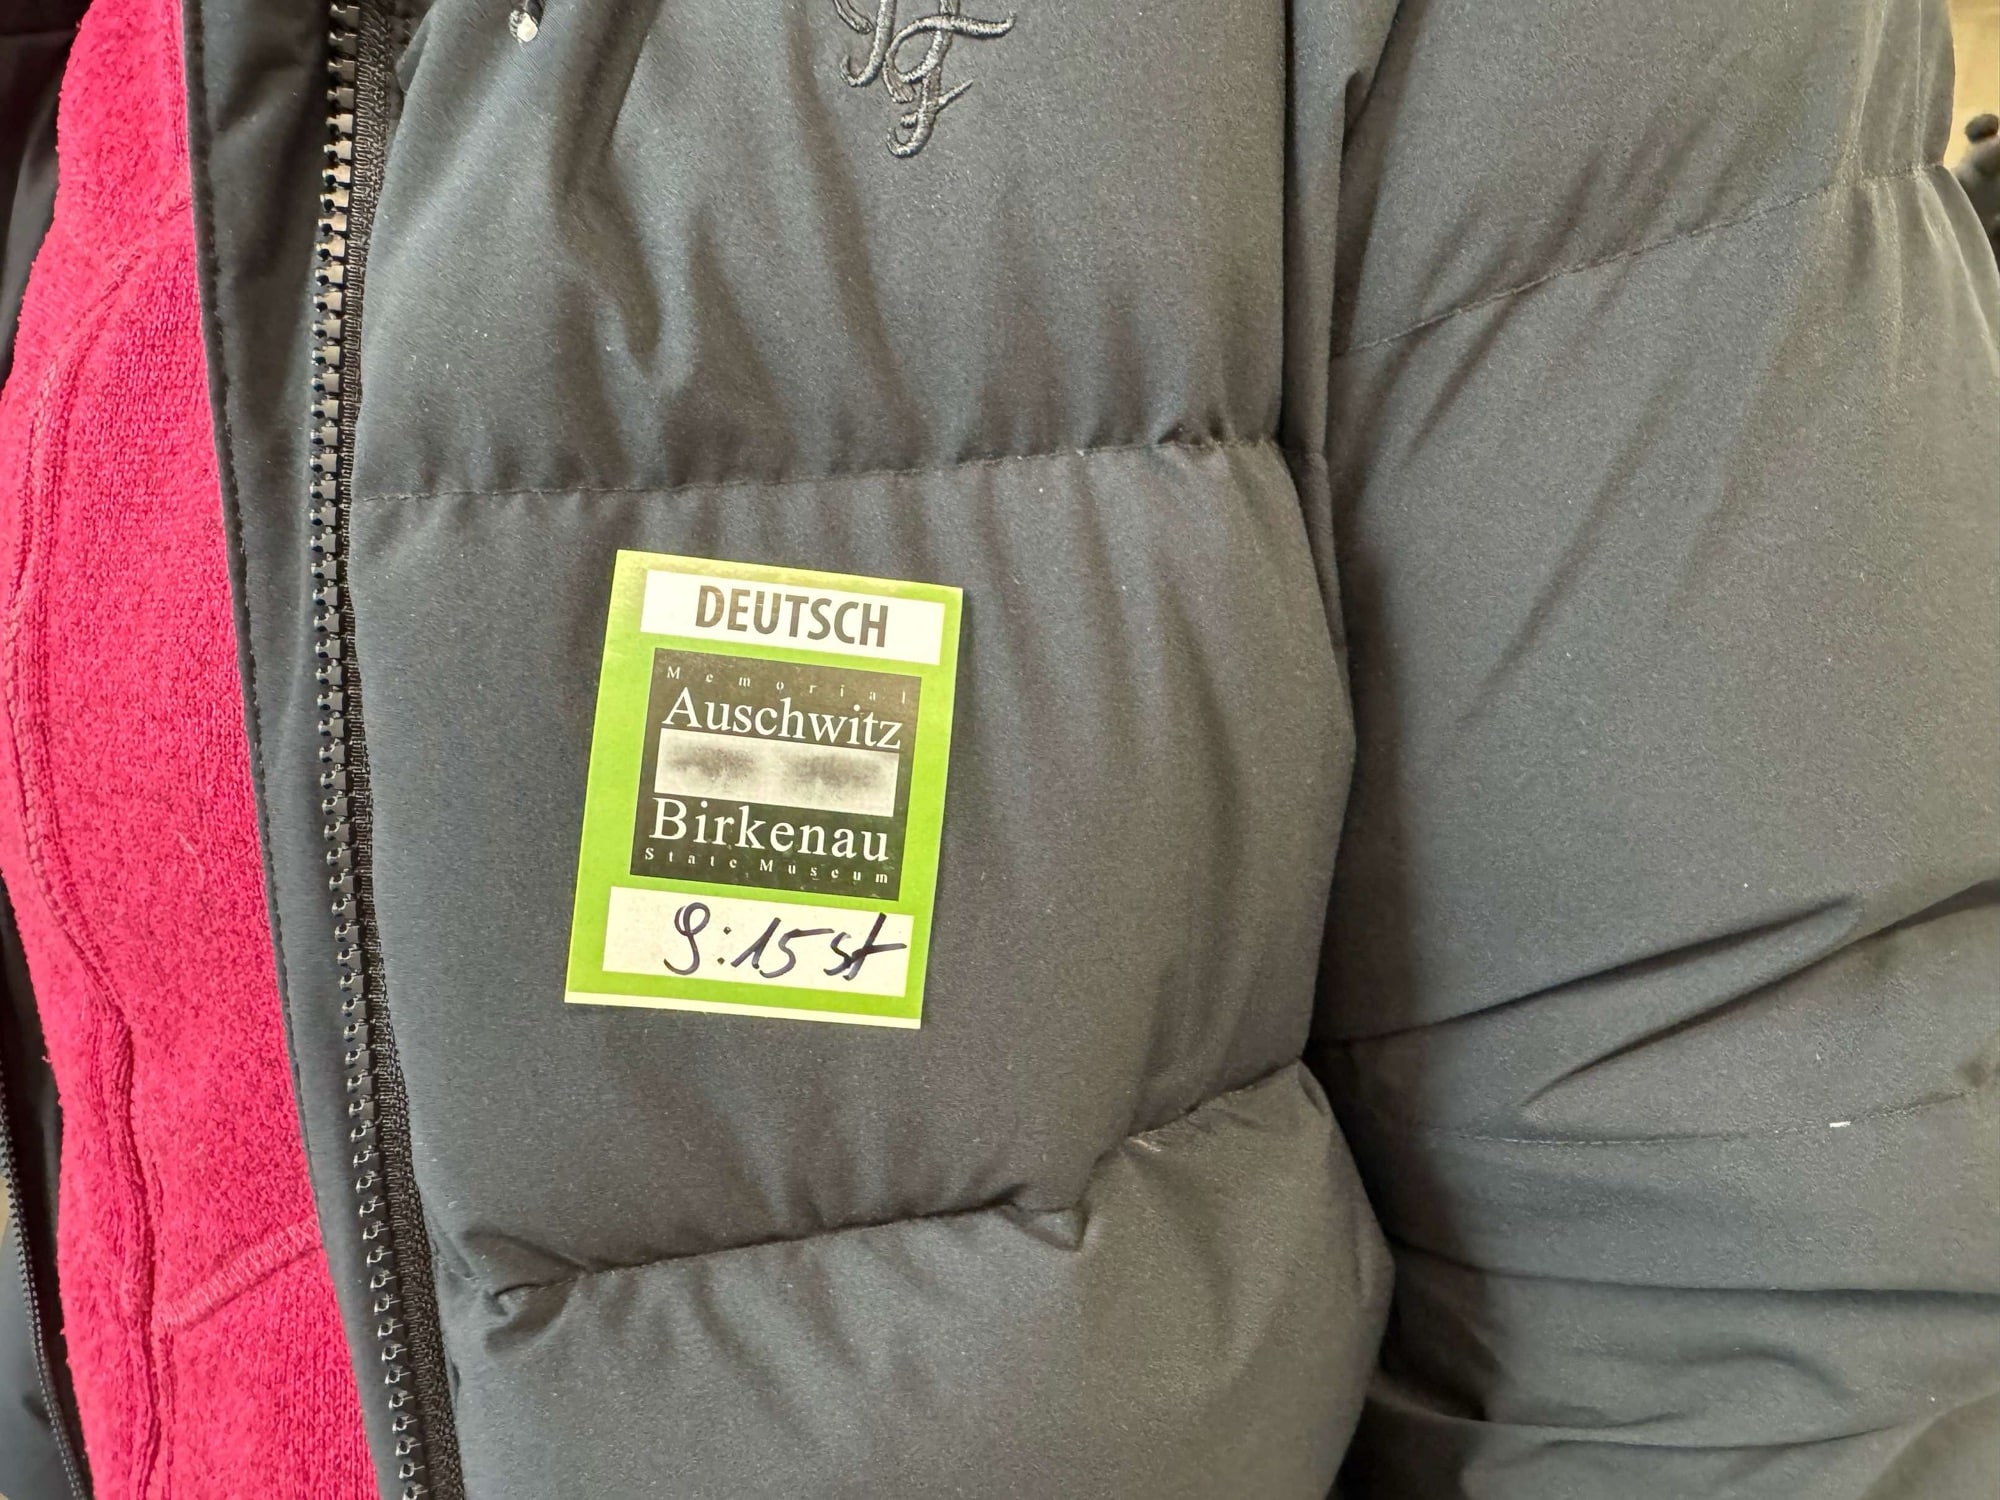 DEUTSCH
Memorial
Auschwitz
Birkenau
State Museum
9:15 st